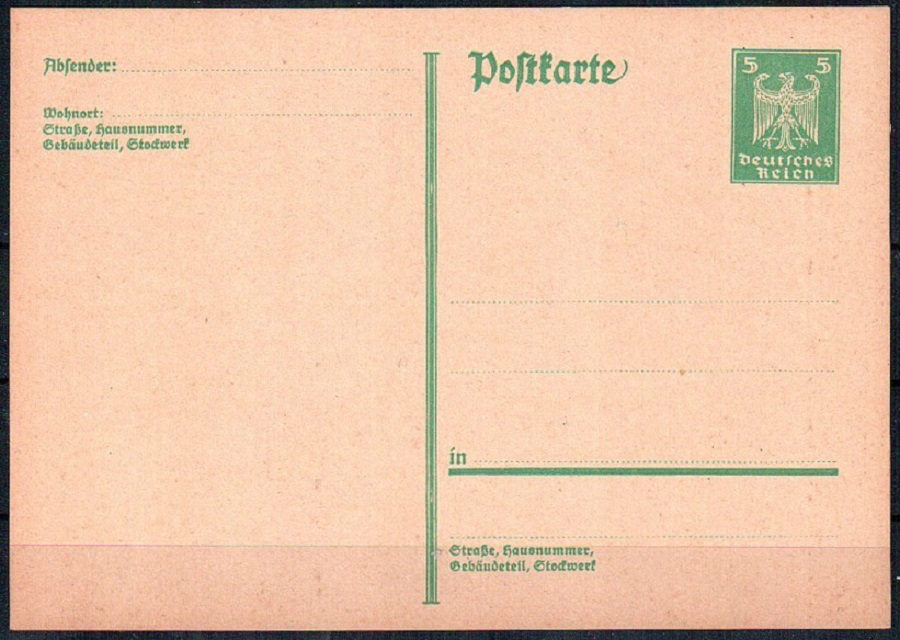 Absender:
Wohnort:
Straße, Hausnummer,
Gebäudeteil, Stockwerk
Postkarte
5 5
Deutsches
Reich
in
Straße, Hausnummer,
Gebäudeteil, Stockwerk